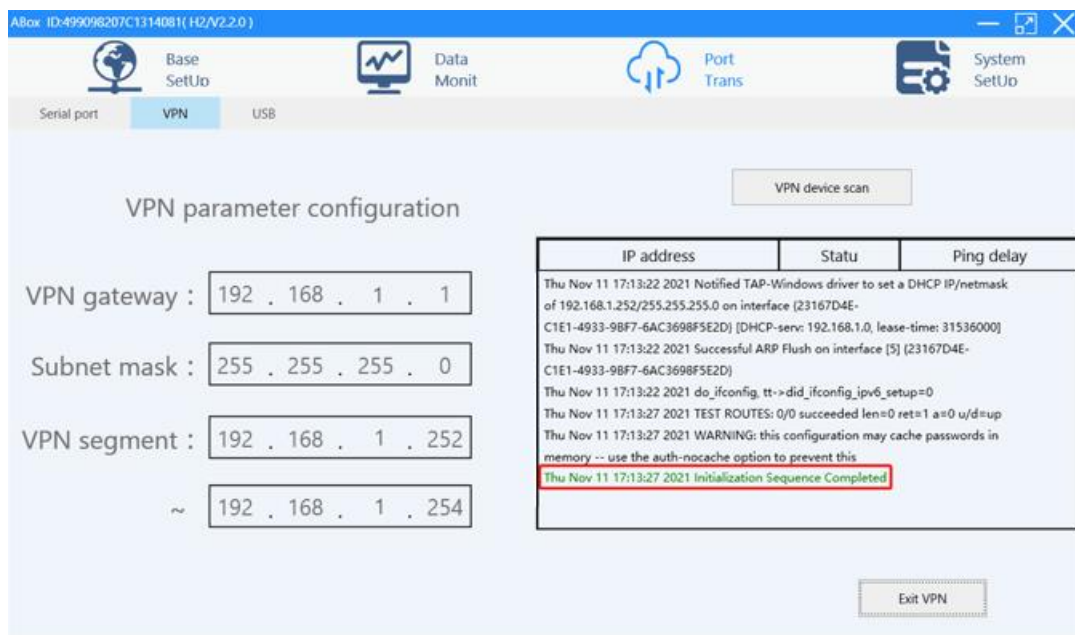 ABox ID:499098207C1314081( H2/V2.2.0 )
Base
SetUp
Data
Monit
Port
Trans
System
SetUp
Serial port
VPN
USB
VPN device scan
VPN parameter configuration
IP address Statu Ping delay
VPN gateway : 192 . 168 . 1 . 1
Subnet mask : 255 . 255 . 255 . 0
VPN segment : 192 . 168 . 1 . 252
~ 192 . 168 . 1 . 254
Thu Nov 11 17:13:22 2021 Notified TAP-Windows driver to set a DHCP IP/netmask
of 192.168.1.252/255.255.255.0 on interface {23167D4E-
C1E1-4933-9BF7-6AC3698F5E2D} [DHCP-serv: 192.168.1.0, lease-time: 31536000]
Thu Nov 11 17:13:22 2021 Successful ARP Flush on interface [5] {23167D4E-
C1E1-4933-9BF7-6AC3698F5E2D}
Thu Nov 11 17:13:22 2021 do_ifconfig, tt->did_ifconfig_ipv6_setup=0
Thu Nov 11 17:13:27 2021 TEST ROUTES: 0/0 succeeded len=0 ret=1 a=0 u/d=up
Thu Nov 11 17:13:27 2021 WARNING: this configuration may cache passwords in
memory -- use the auth-nocache option to prevent this
Thu Nov 11 17:13:27 2021 Initialization Sequence Completed
Exit VPN